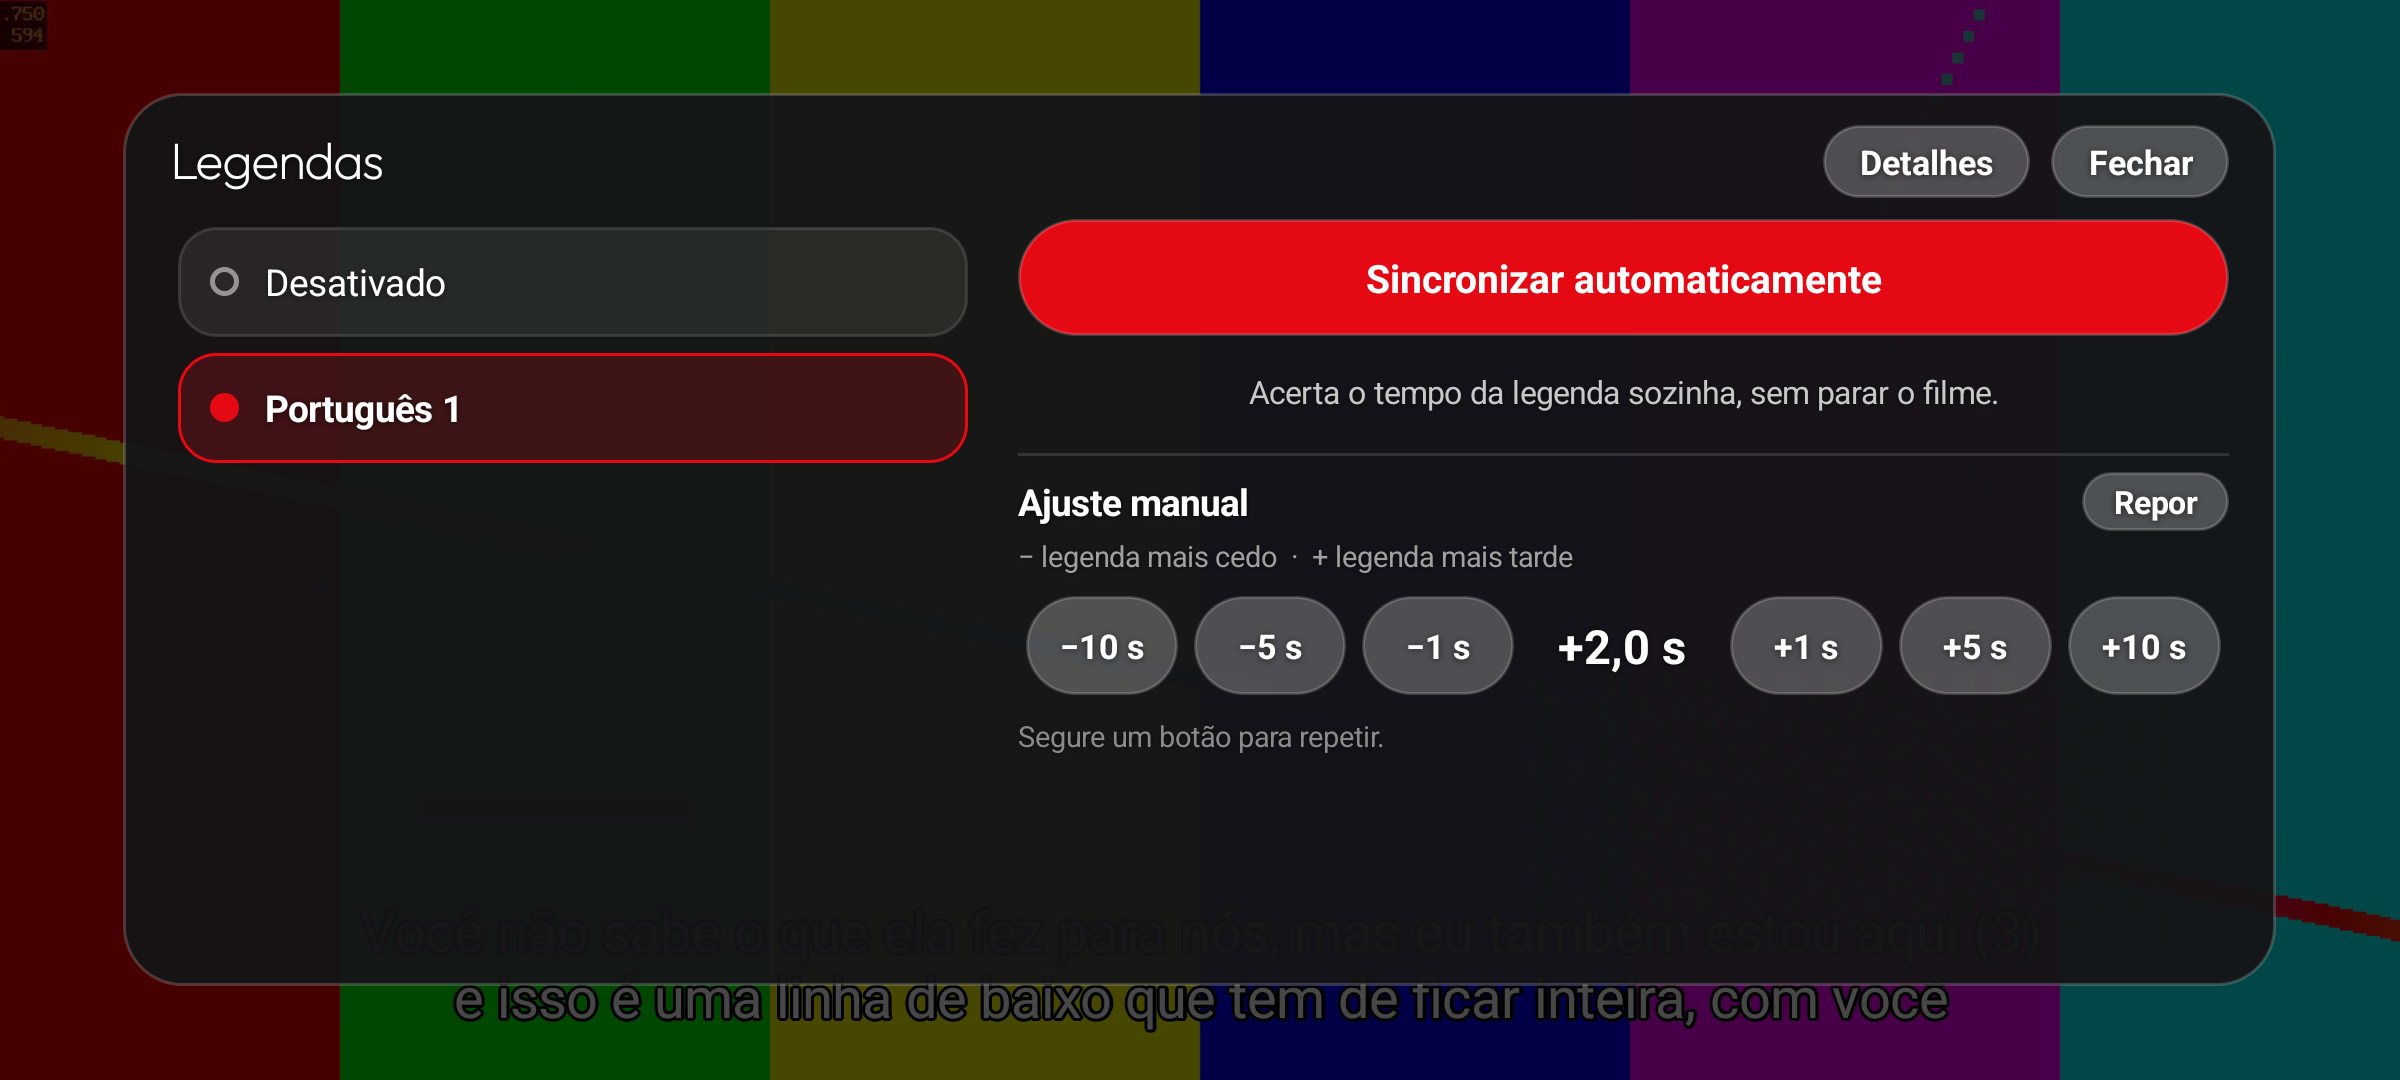 .750
594
Legendas
Detalhes
Fechar
Desativado
Português 1
Sincronizar automaticamente
Acerta o tempo da legenda sozinha, sem parar o filme.
Ajuste manual
Repor
− legenda mais cedo · + legenda mais tarde
−10 s
−5 s
−1 s
+2,0 s
+1 s
+5 s
+10 s
Segure um botão para repetir.
Você não sabe o que ela fez para nós, mas eu também estou aqui (3)
e isso é uma linha de baixo que tem de ficar inteira, com você